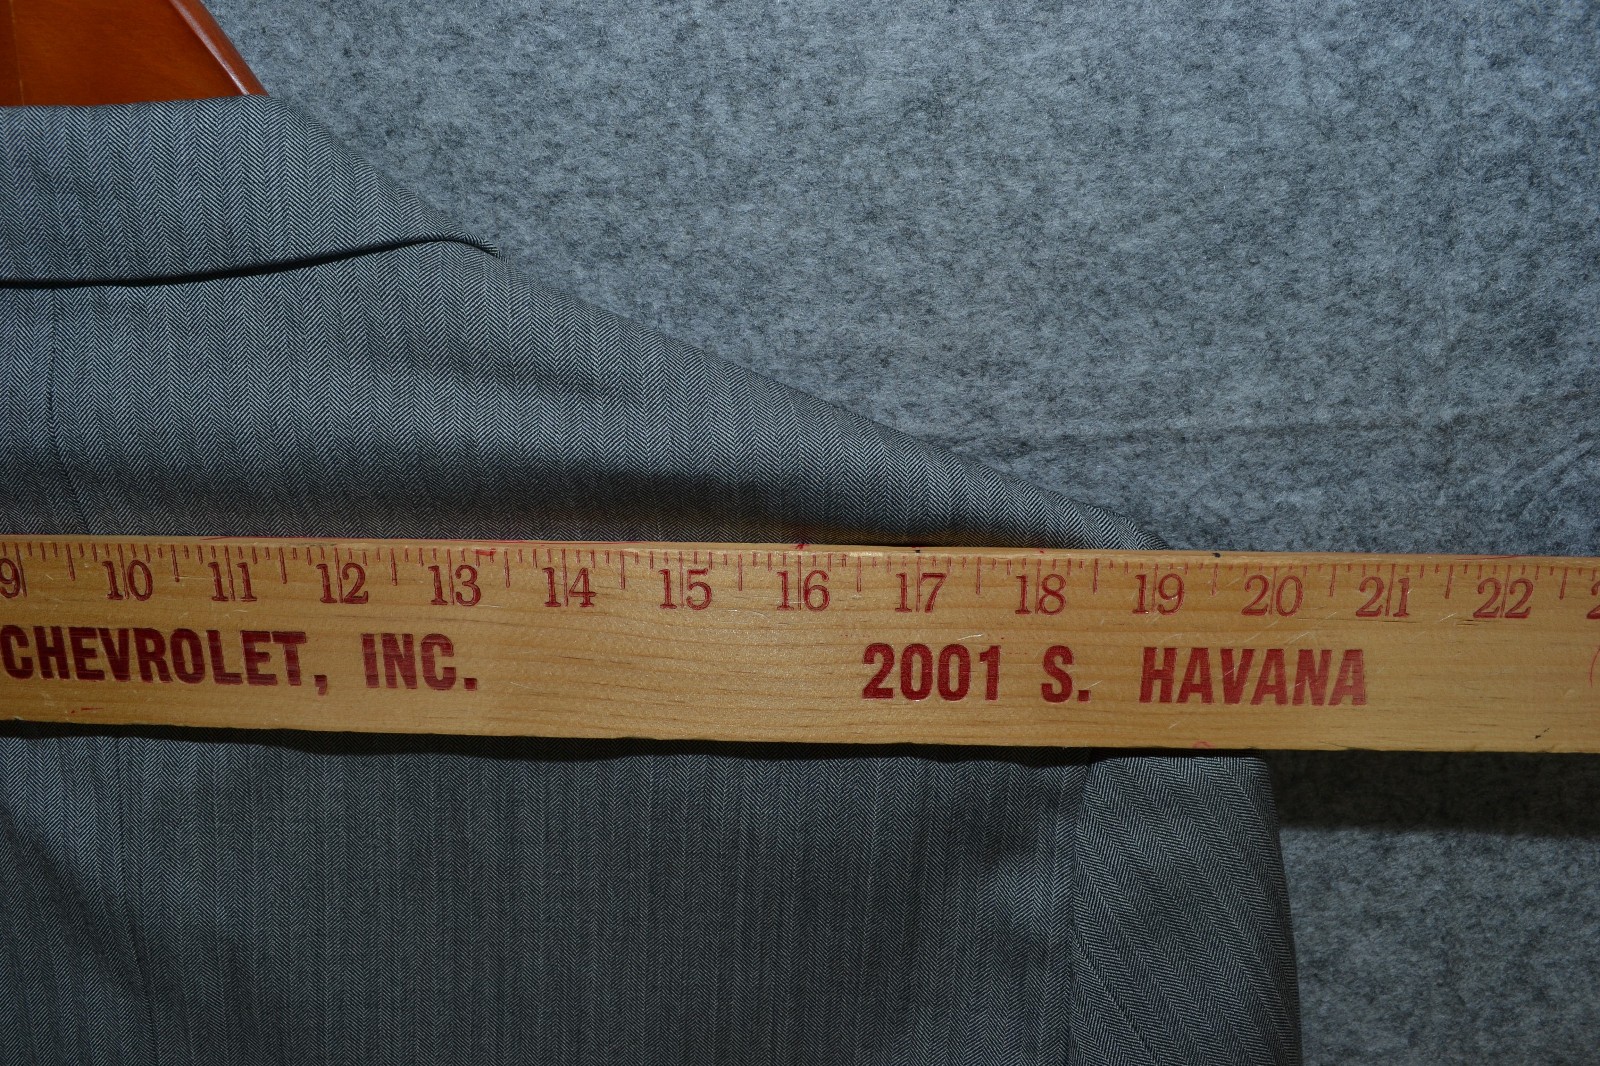 9 10 11 12 13 14 15 16 17 18 19 20 21 22
CHEVROLET, INC. 2001 S. HAVANA